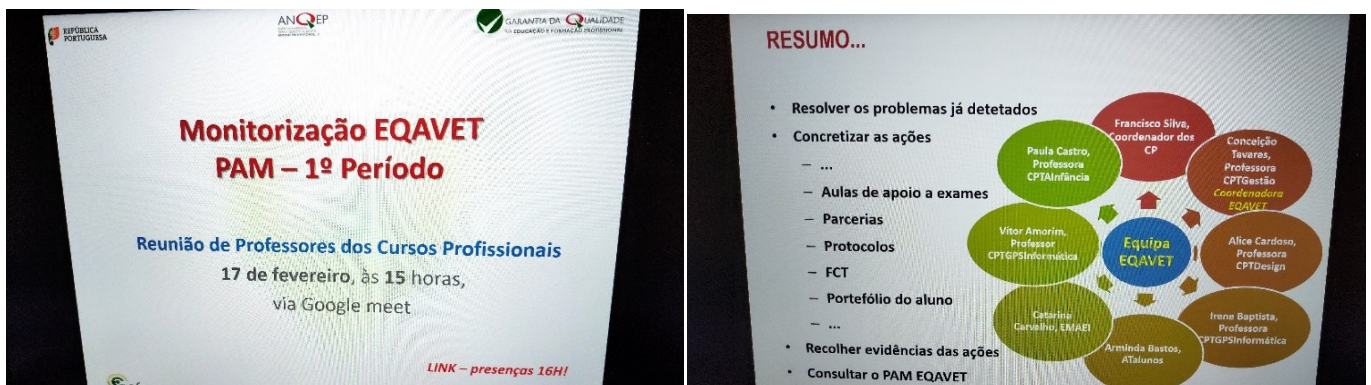 REPÚBLICA
PORTUGUESA
ANQEP
GARANTIA DA QUALIDADE
NA EDUCAÇÃO E FORMAÇÃO PROFISSIONAL
Monitorização EQAVET
PAM – 1º Período
Reunião de Professores dos Cursos Profissionais
17 de fevereiro, às 15 horas,
via Google meet
LINK – presenças 16H!
RESUMO...
• Resolver os problemas já detetados
• Concretizar as ações
– ...
– Aulas de apoio a exames
– Parcerias
– Protocolos
– FCT
– Portefólio do aluno
– ...
• Recolher evidências das ações
• Consultar o PAM EQAVET
Francisco Silva,
Coordenador dos
CP
Conceição
Tavares,
Professora
CPTGestão
Coordenadora
EQAVET
Alice Cardoso,
Professora
CPTDesign
Irene Baptista,
Professora
CPTGPSInformática
Arminda Bastos,
ATalunos
Catarina
Carvalho, EMAEI
Vitor Amorim,
Professor
CPTGPSInformática
Paula Castro,
Professora
CPTAInfância
Equipa
EQAVET